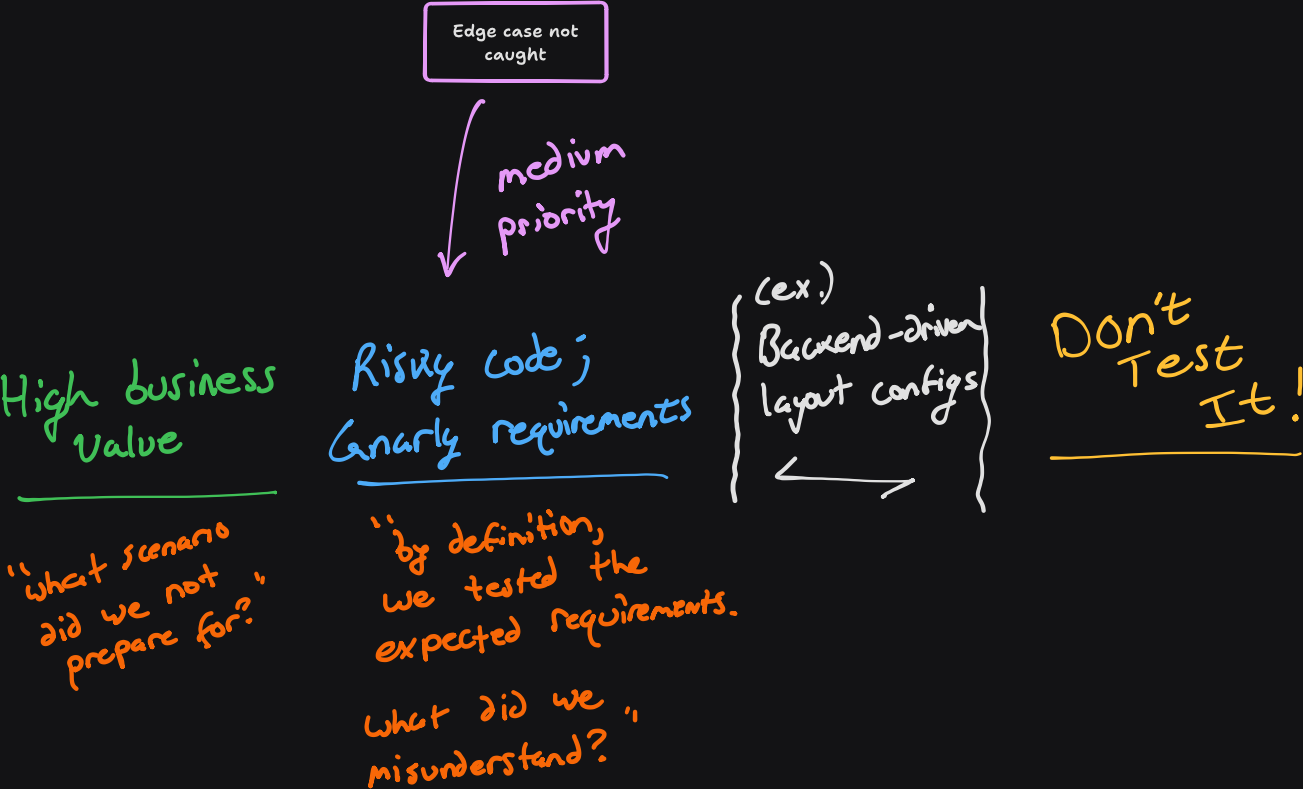 Edge case not
caught
medium
priority
High business
value
Risky code;
Gnarly requirements
(ex.)
Backend-driven
layout configs
Don't
Test
It!
"what scenario
did we not
prepare for?"
"by definition,
we tested the
expected requirements.
what did we
misunderstand?"